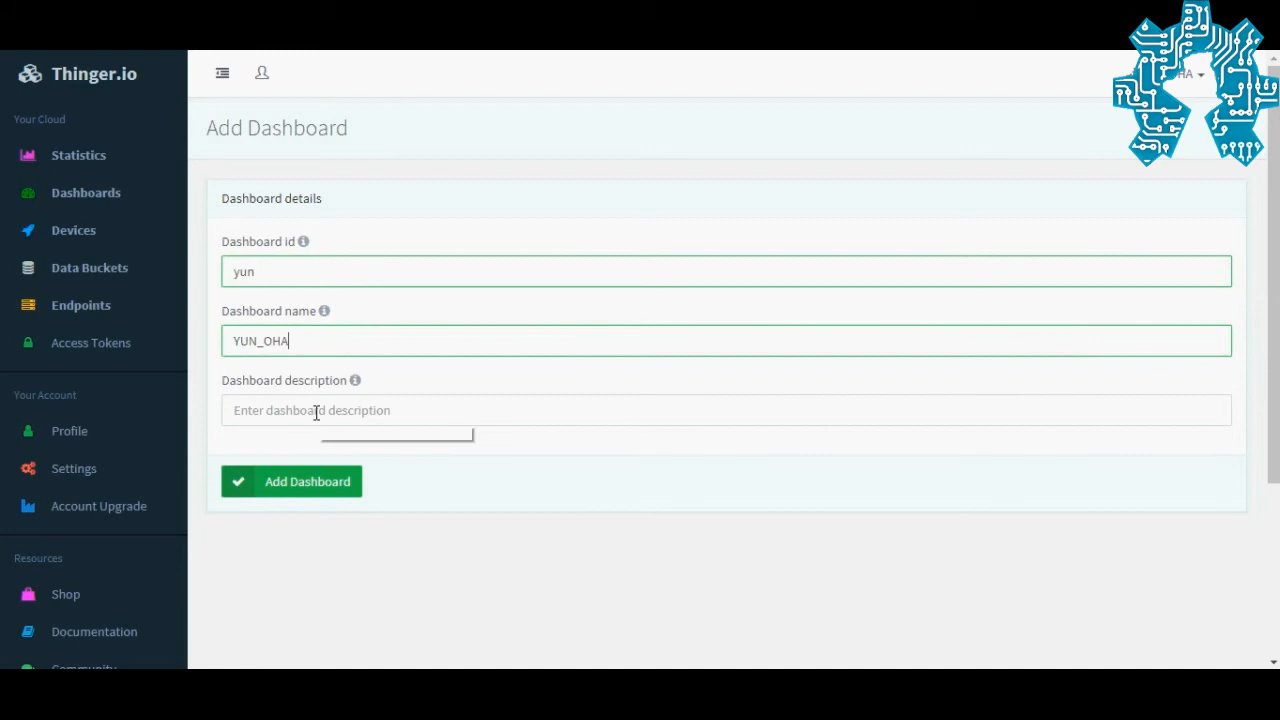 Thinger.io
HA
Add Dashboard
Your Cloud
Statistics
Dashboards
Devices
Data Buckets
Endpoints
Access Tokens
Your Account
Profile
Settings
Account Upgrade
Resources
Shop
Documentation
Community
Dashboard details
Dashboard id
yun
Dashboard name
YUN_OHA
Dashboard description
Enter dashboard description
Add Dashboard